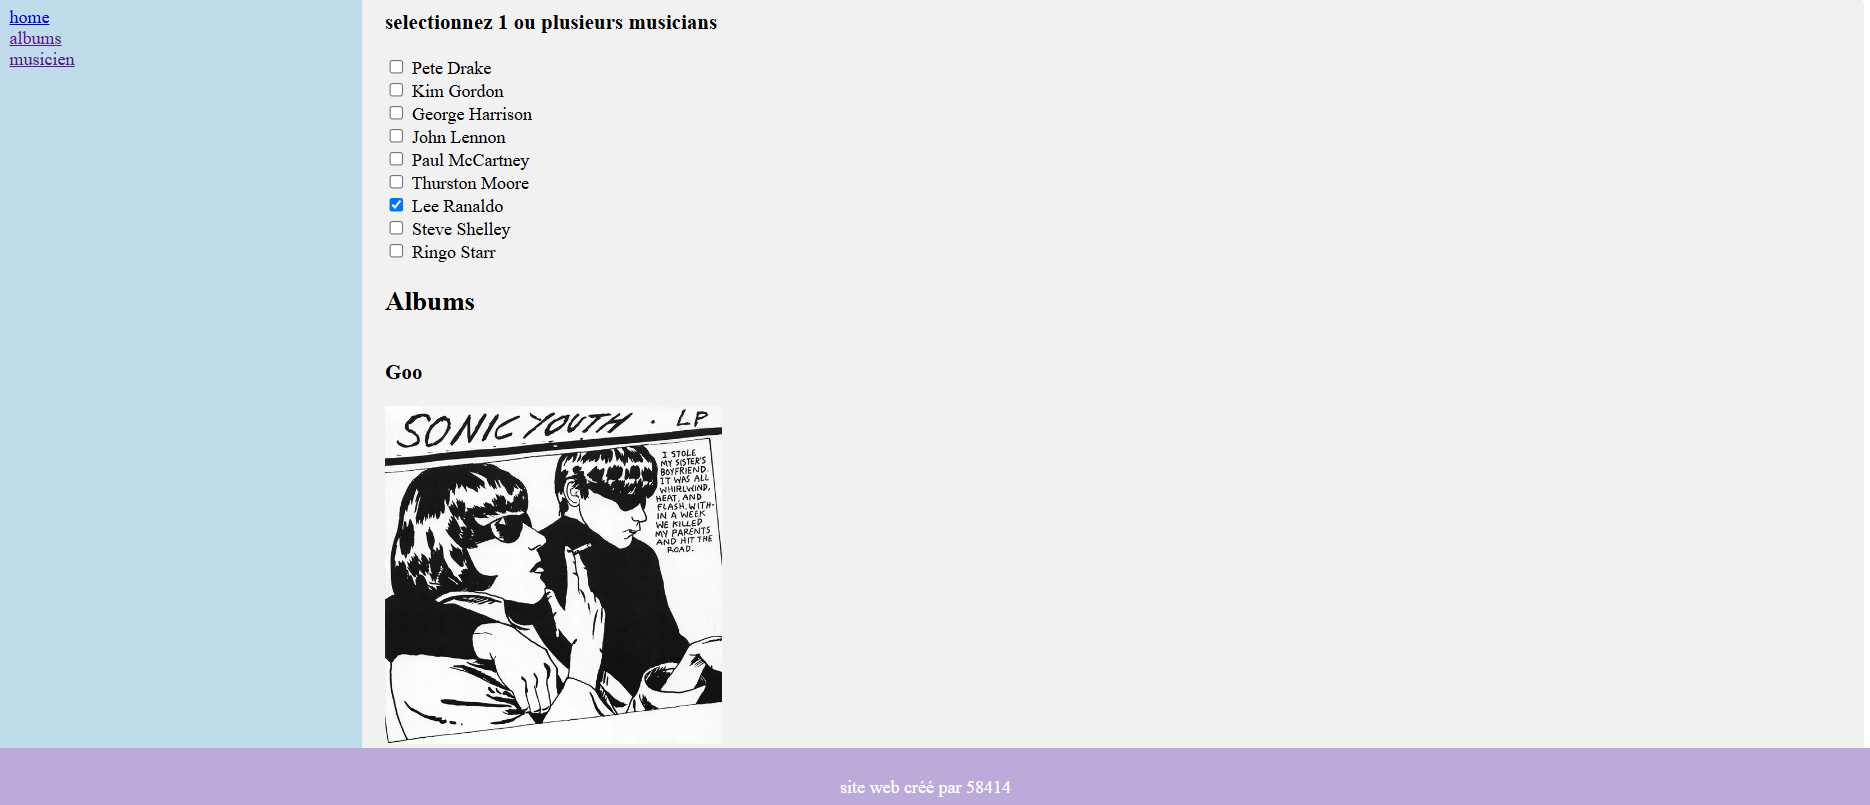 home
albums
musicien
selectionnez 1 ou plusieurs musicians
Pete Drake
Kim Gordon
George Harrison
John Lennon
Paul McCartney
Thurston Moore
Lee Ranaldo
Steve Shelley
Ringo Starr
Albums
Goo
SONIC YOUTH . LP
I STOLE
MY SISTER'S
BOYFRIEND.
IT WAS ALL
WHIRLWIND,
HEAT, AND
FLASH. WITH-
IN A WEEK
WE KILLED
MY PARENTS
AND HIT THE
ROAD.
site web créé par 58414